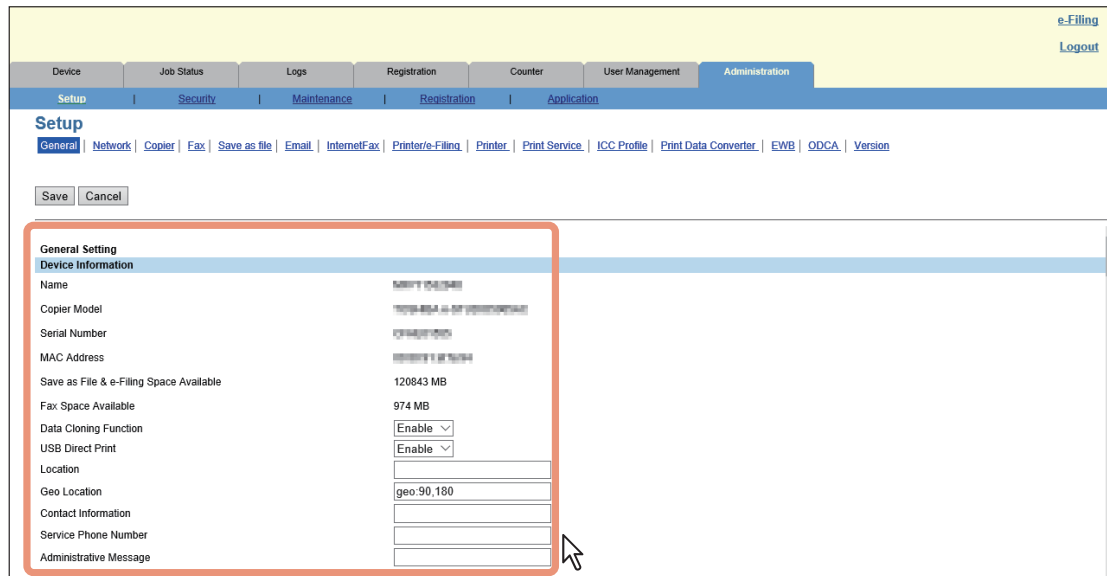 e-Filing
Logout
Device Job Status Logs Registration Counter User Management Administration
Setup | Security | Maintenance | Registration | Application
Setup
General | Network | Copier | Fax | Save as file | Email | InternetFax | Printer/e-Filing | Printer | Print Service | ICC Profile | Print Data Converter | EWB | ODCA | Version
Save Cancel
General Setting
Device Information
Name
Copier Model
Serial Number
MAC Address
Save as File & e-Filing Space Available 120843 MB
Fax Space Available 974 MB
Data Cloning Function Enable
USB Direct Print Enable
Location
Geo Location geo:90,180
Contact Information
Service Phone Number
Administrative Message